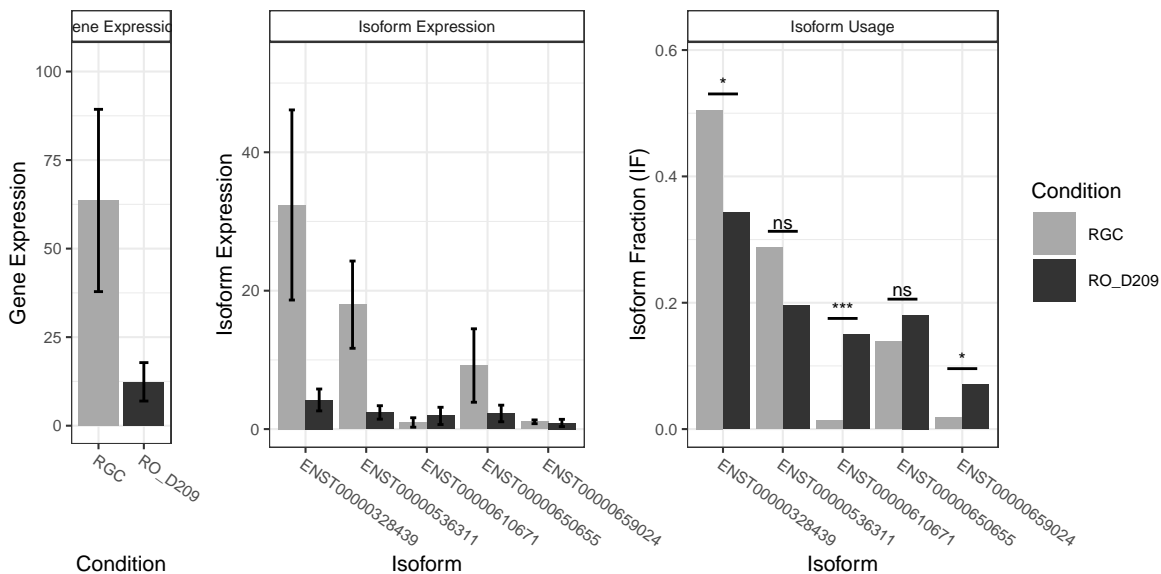 ene Expressio
Gene Expression
100
75
50
25
0
RGC
RO_D209
Condition
Isoform Expression
Isoform Expression
40
20
0
ENST00000328439
ENST00000536311
ENST00000610671
ENST00000650655
ENST00000659024
Isoform
Isoform Usage
Isoform Fraction (IF)
0.6
0.4
0.2
0.0
*
ns
***
ns
*
ENST00000328439
ENST00000536311
ENST00000610671
ENST00000650655
ENST00000659024
Isoform
Condition
RGC
RO_D209